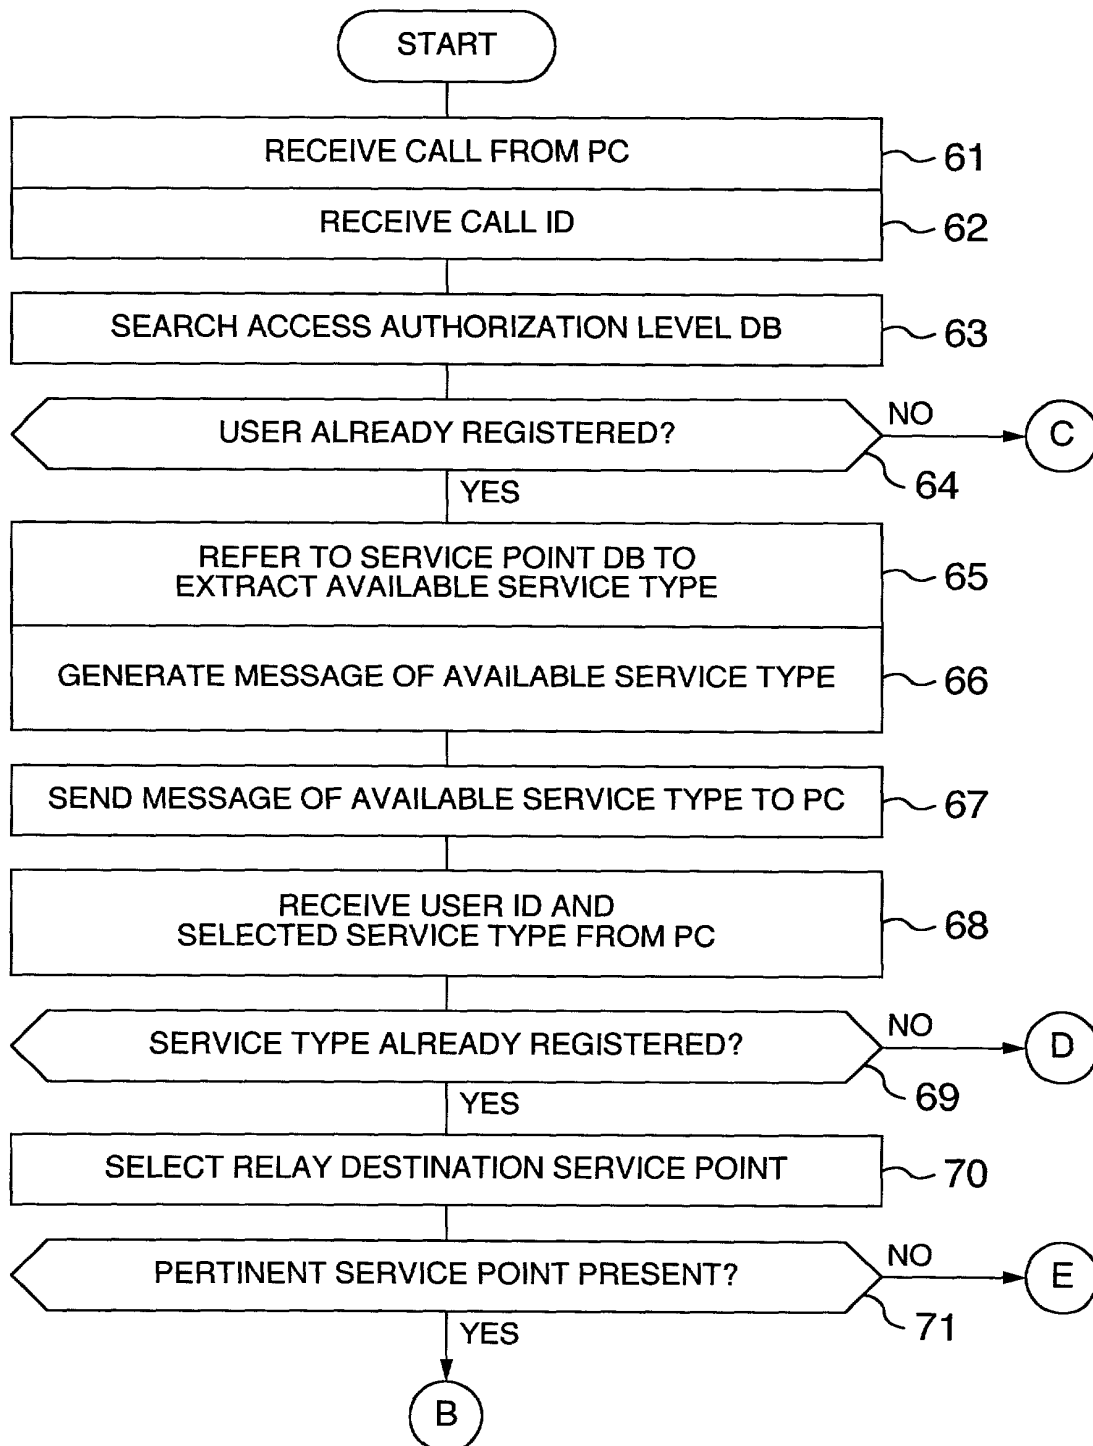 START
RECEIVE CALL FROM PC
61
RECEIVE CALL ID
62
SEARCH ACCESS AUTHORIZATION LEVEL DB
63
USER ALREADY REGISTERED?
NO
C
64
YES
REFER TO SERVICE POINT DB TO
EXTRACT AVAILABLE SERVICE TYPE
65
GENERATE MESSAGE OF AVAILABLE SERVICE TYPE
66
SEND MESSAGE OF AVAILABLE SERVICE TYPE TO PC
67
RECEIVE USER ID AND
SELECTED SERVICE TYPE FROM PC
68
SERVICE TYPE ALREADY REGISTERED?
NO
D
69
YES
SELECT RELAY DESTINATION SERVICE POINT
70
PERTINENT SERVICE POINT PRESENT?
NO
E
71
YES
B